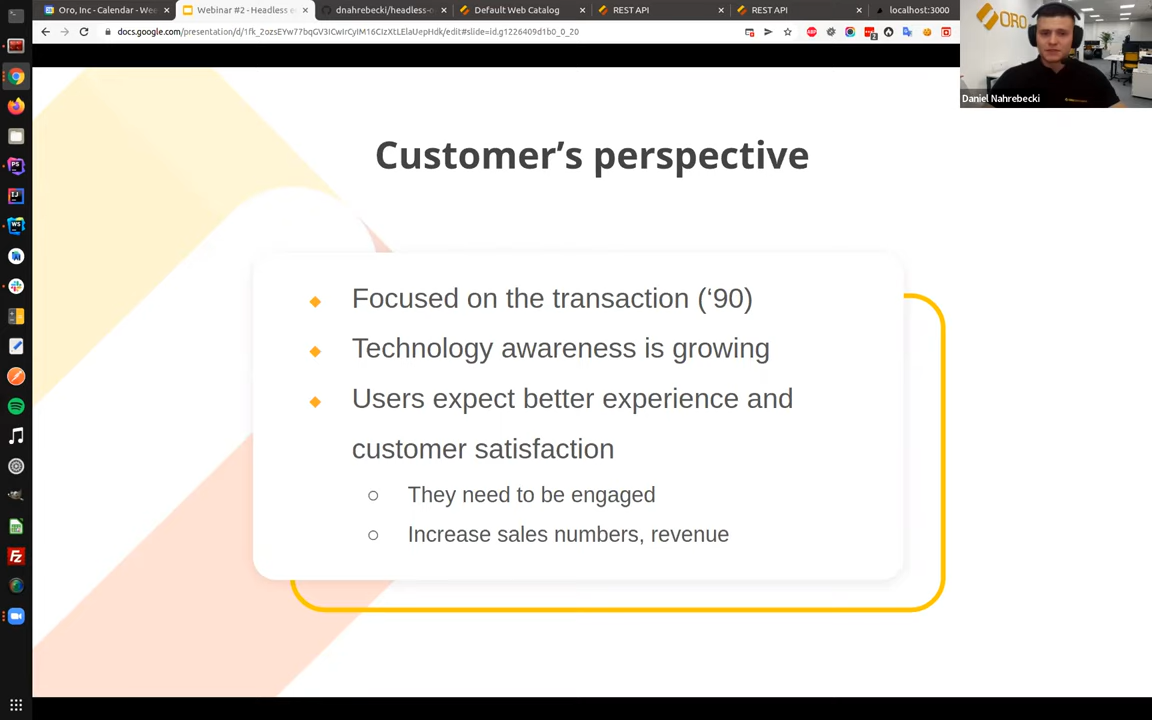 Oro, Inc - Calendar - We
Webinar #2 - Headless e
dnahrebecki/headless-o
Default Web Catalog
REST API
REST API
localhost:3000
docs.google.com/presentation/d/1fk_2ozsEYw77bqGV3ICwIrCyIM16CIzXtLElaUepHdk/edit#slide=id.g1226409d1b0_0_20
ORO
Daniel Nahrebecki
Customer’s perspective
Focused on the transaction (‘90)
Technology awareness is growing
Users expect better experience and
customer satisfaction
They need to be engaged
Increase sales numbers, revenue